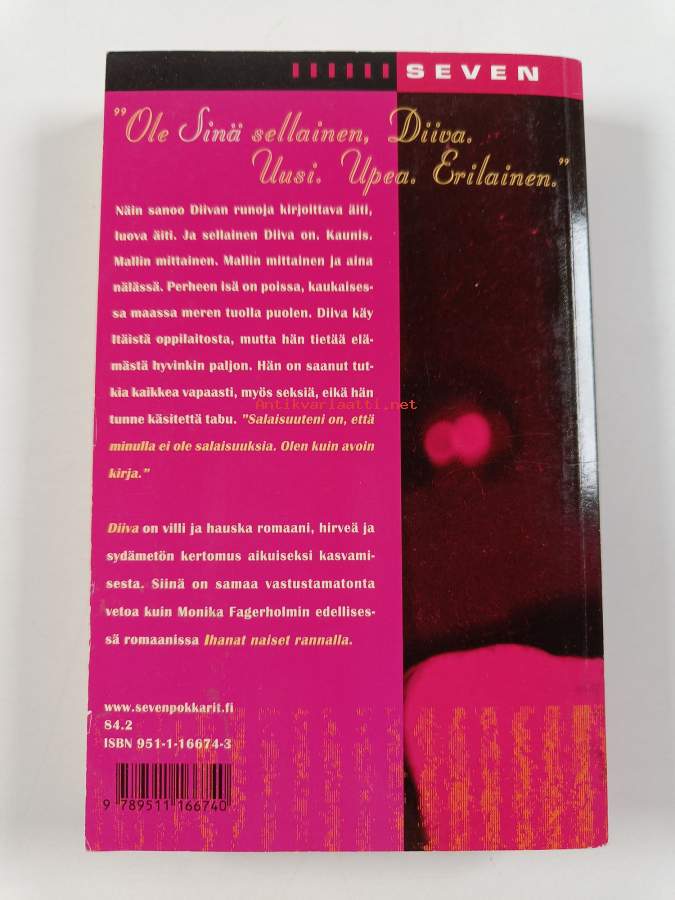 SEVEN
"Ole Sinä sellainen, Diiva.
Uusi. Upea. Erilainen."
Näin sanoo Diivan runoja kirjoittava äiti,
luova äiti. Ja sellainen Diiva on. Kaunis.
Mallin mittainen. Mallin mittainen ja aina
nälässä. Perheen isä on poissa, kaukaises-
sa maassa meren tuolla puolen. Diiva käy
Itäistä oppilaitosta, mutta hän tietää elä-
mästä hyvinkin paljon. Hän on saanut tut-
kia kaikkea vapaasti, myös seksiä, eikä hän
Antikvariaatti.net
tunne käsitettä tabu. "Salaisuuteni on, että
minulla ei ole salaisuuksia. Olen kuin avoin
kirja."
Diiva on villi ja hauska romaani, hirveä ja
sydämetön kertomus aikuiseksi kasvami-
sesta. Siinä on samaa vastustamatonta
vetoa kuin Monika Fagerholmin edellises-
sä romaanissa Ihanat naiset rannalla.
www.sevenpokkarit.fi
84.2
ISBN 951-1-16674-3
9 789511 166740